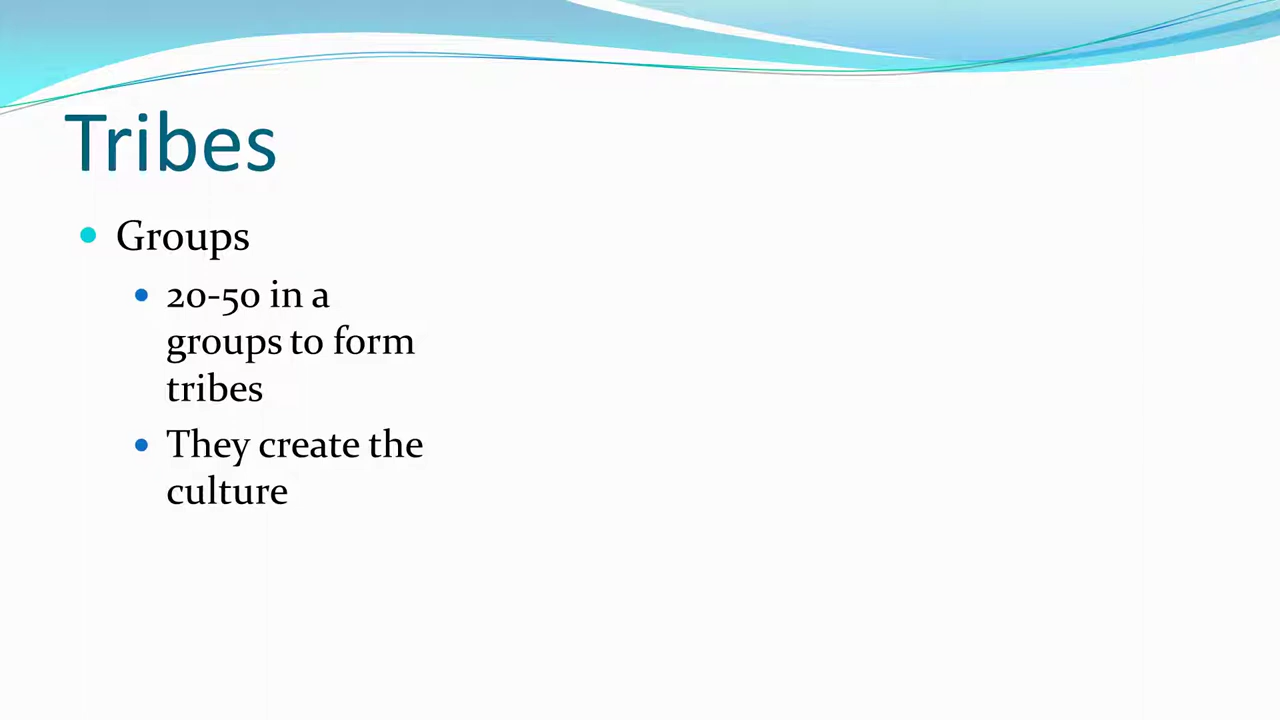 Tribes
Groups
20-50 in a
groups to form
tribes
They create the
culture